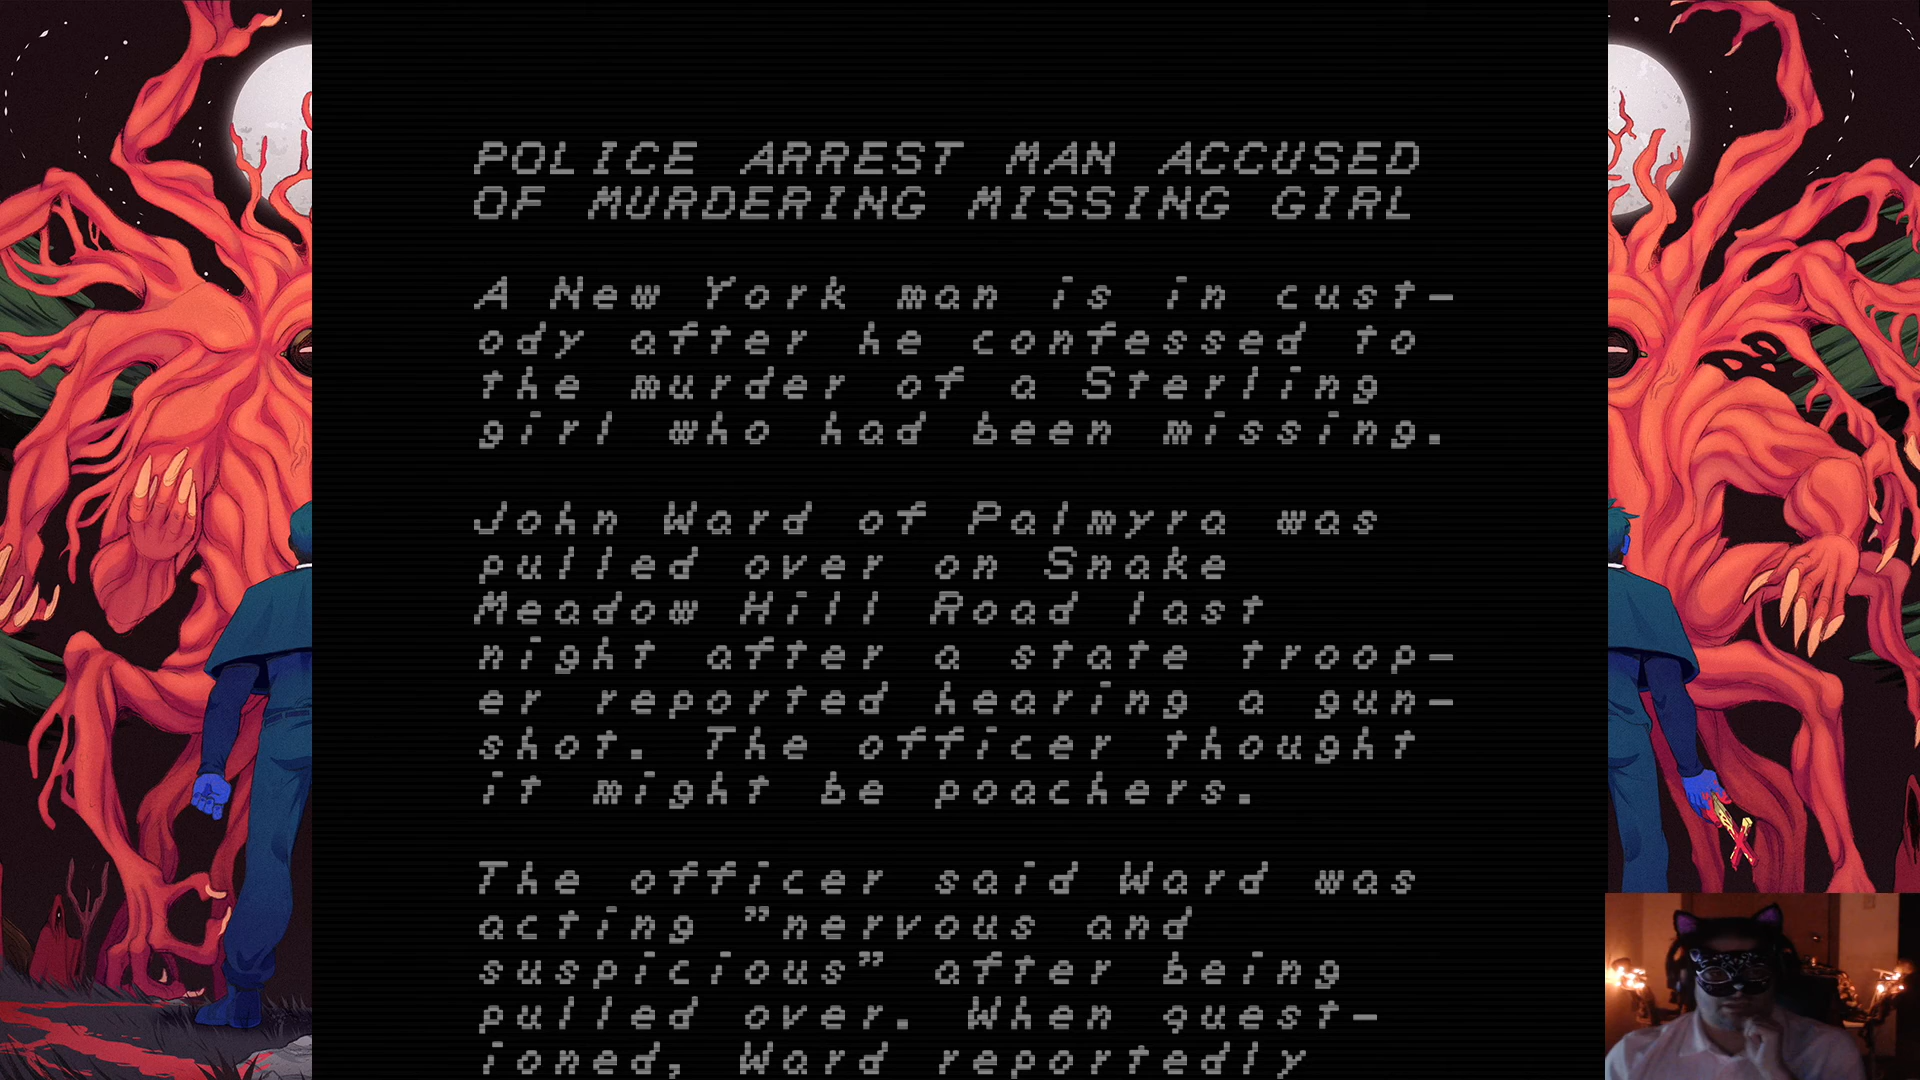 POLICE ARREST MAN ACCUSED
OF MURDERING MISSING GIRL
A New York man is in cust-
ody after he confessed to
the murder of a Sterling
girl who had been missing.
John Ward of Palmyra was
pulled over on Snake
Meadow Hill Road last
night after a state troop-
er reported hearing a gun-
shot. The officer thought
it might be poachers.
The officer said Ward was
acting "nervous and
suspicious" after being
pulled over. When quest-
ioned, Ward reportedly